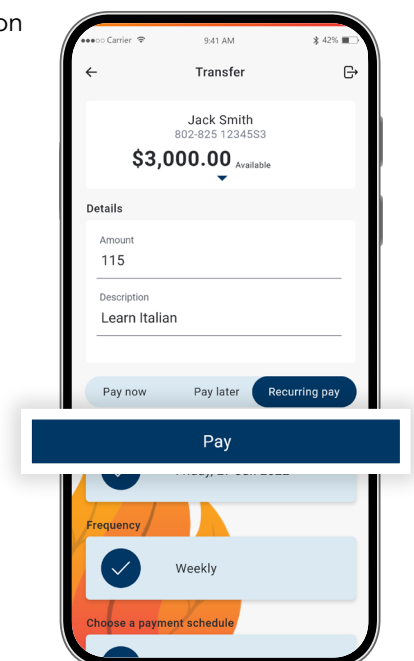 on
Carrier 9:41 AM 42%
Transfer
Jack Smith
802-825 12345S3
$3,000.00 Available
Details
Amount
115
Description
Learn Italian
Pay now Pay later Recurring pay
Pay
Frequency
Weekly
Choose a payment schedule